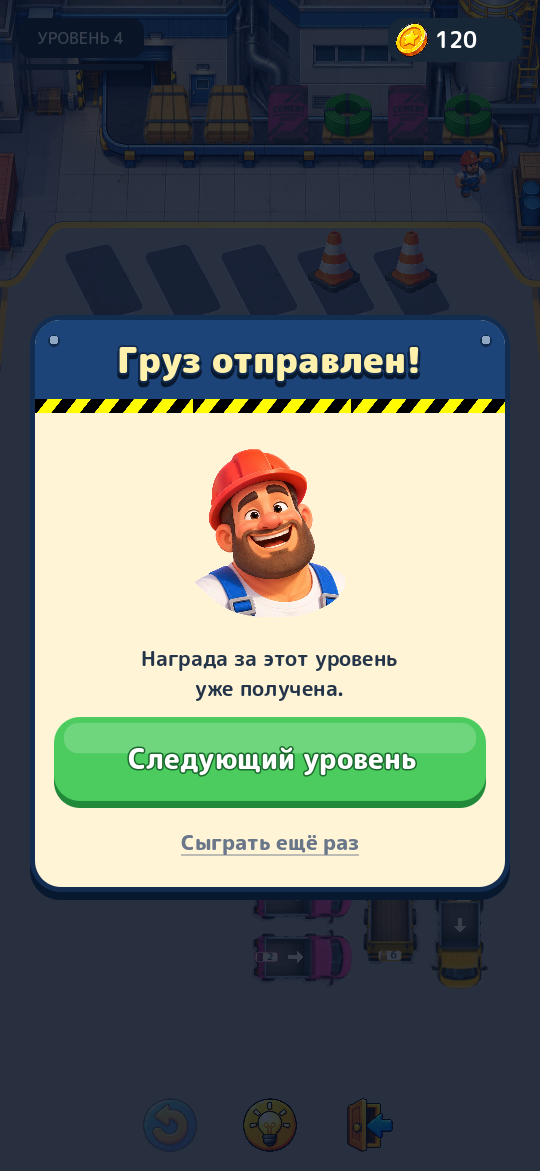 УРОВЕНЬ 4
120
Груз отправлен!
Награда за этот уровень
уже получена.
Следующий уровень
Сыграть ещё раз